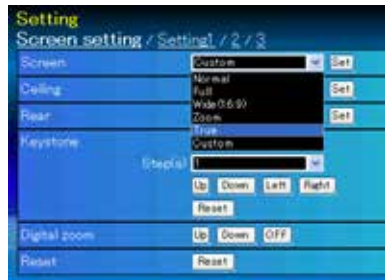 Setting
Screen setting / Setting1 / 2 / 3
Screen Custom Set
Normal
Full
Wide(16:9)
Zoom
True
Custom
Ceiling Set
Rear Set
Keystone
Step(s) 1
Up Down Left Right
Reset
Digital zoom Up Down OFF
Reset Reset